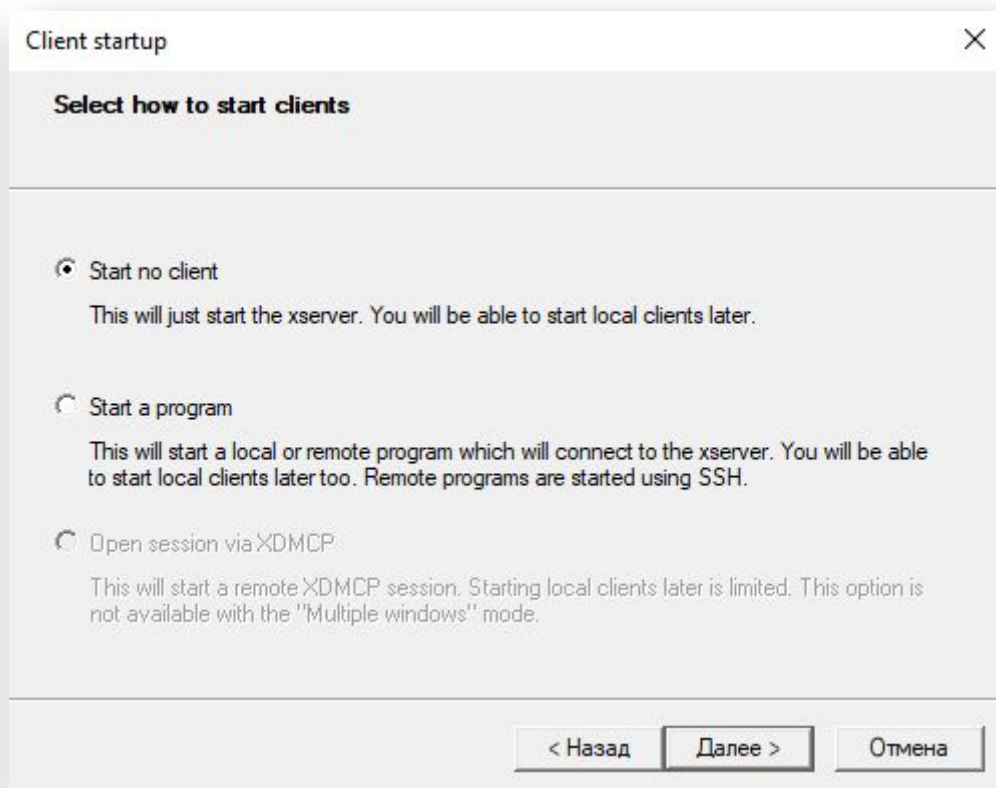 Client startup
Select how to start clients
Start no client
This will just start the xserver. You will be able to start local clients later.
Start a program
This will start a local or remote program which will connect to the xserver. You will be able
to start local clients later too. Remote programs are started using SSH.
Open session via XDMCP
This will start a remote XDMCP session. Starting local clients later is limited. This option is
not available with the "Multiple windows" mode.
< Назад Далее > Отмена